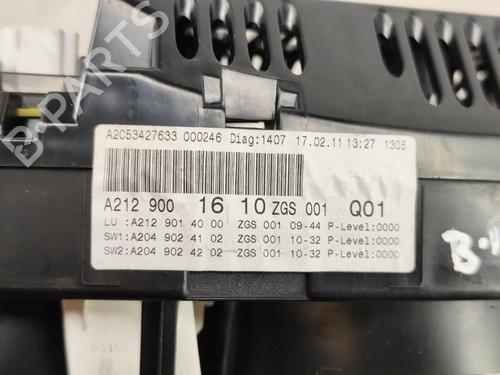 A2C53427633 000246 Diag:1407 17.02.11 13:27 1305
A212 900 16 10 ZGS 001 Q01
LU :A212 901 40 00 ZGS 001 09-44 P-Level:0000
SW1:A204 902 41 02 ZGS 001 10-32 P-Level:0000
SW2:A204 902 42 02 ZGS 001 10-32 P-Level:0000
B-PARTS